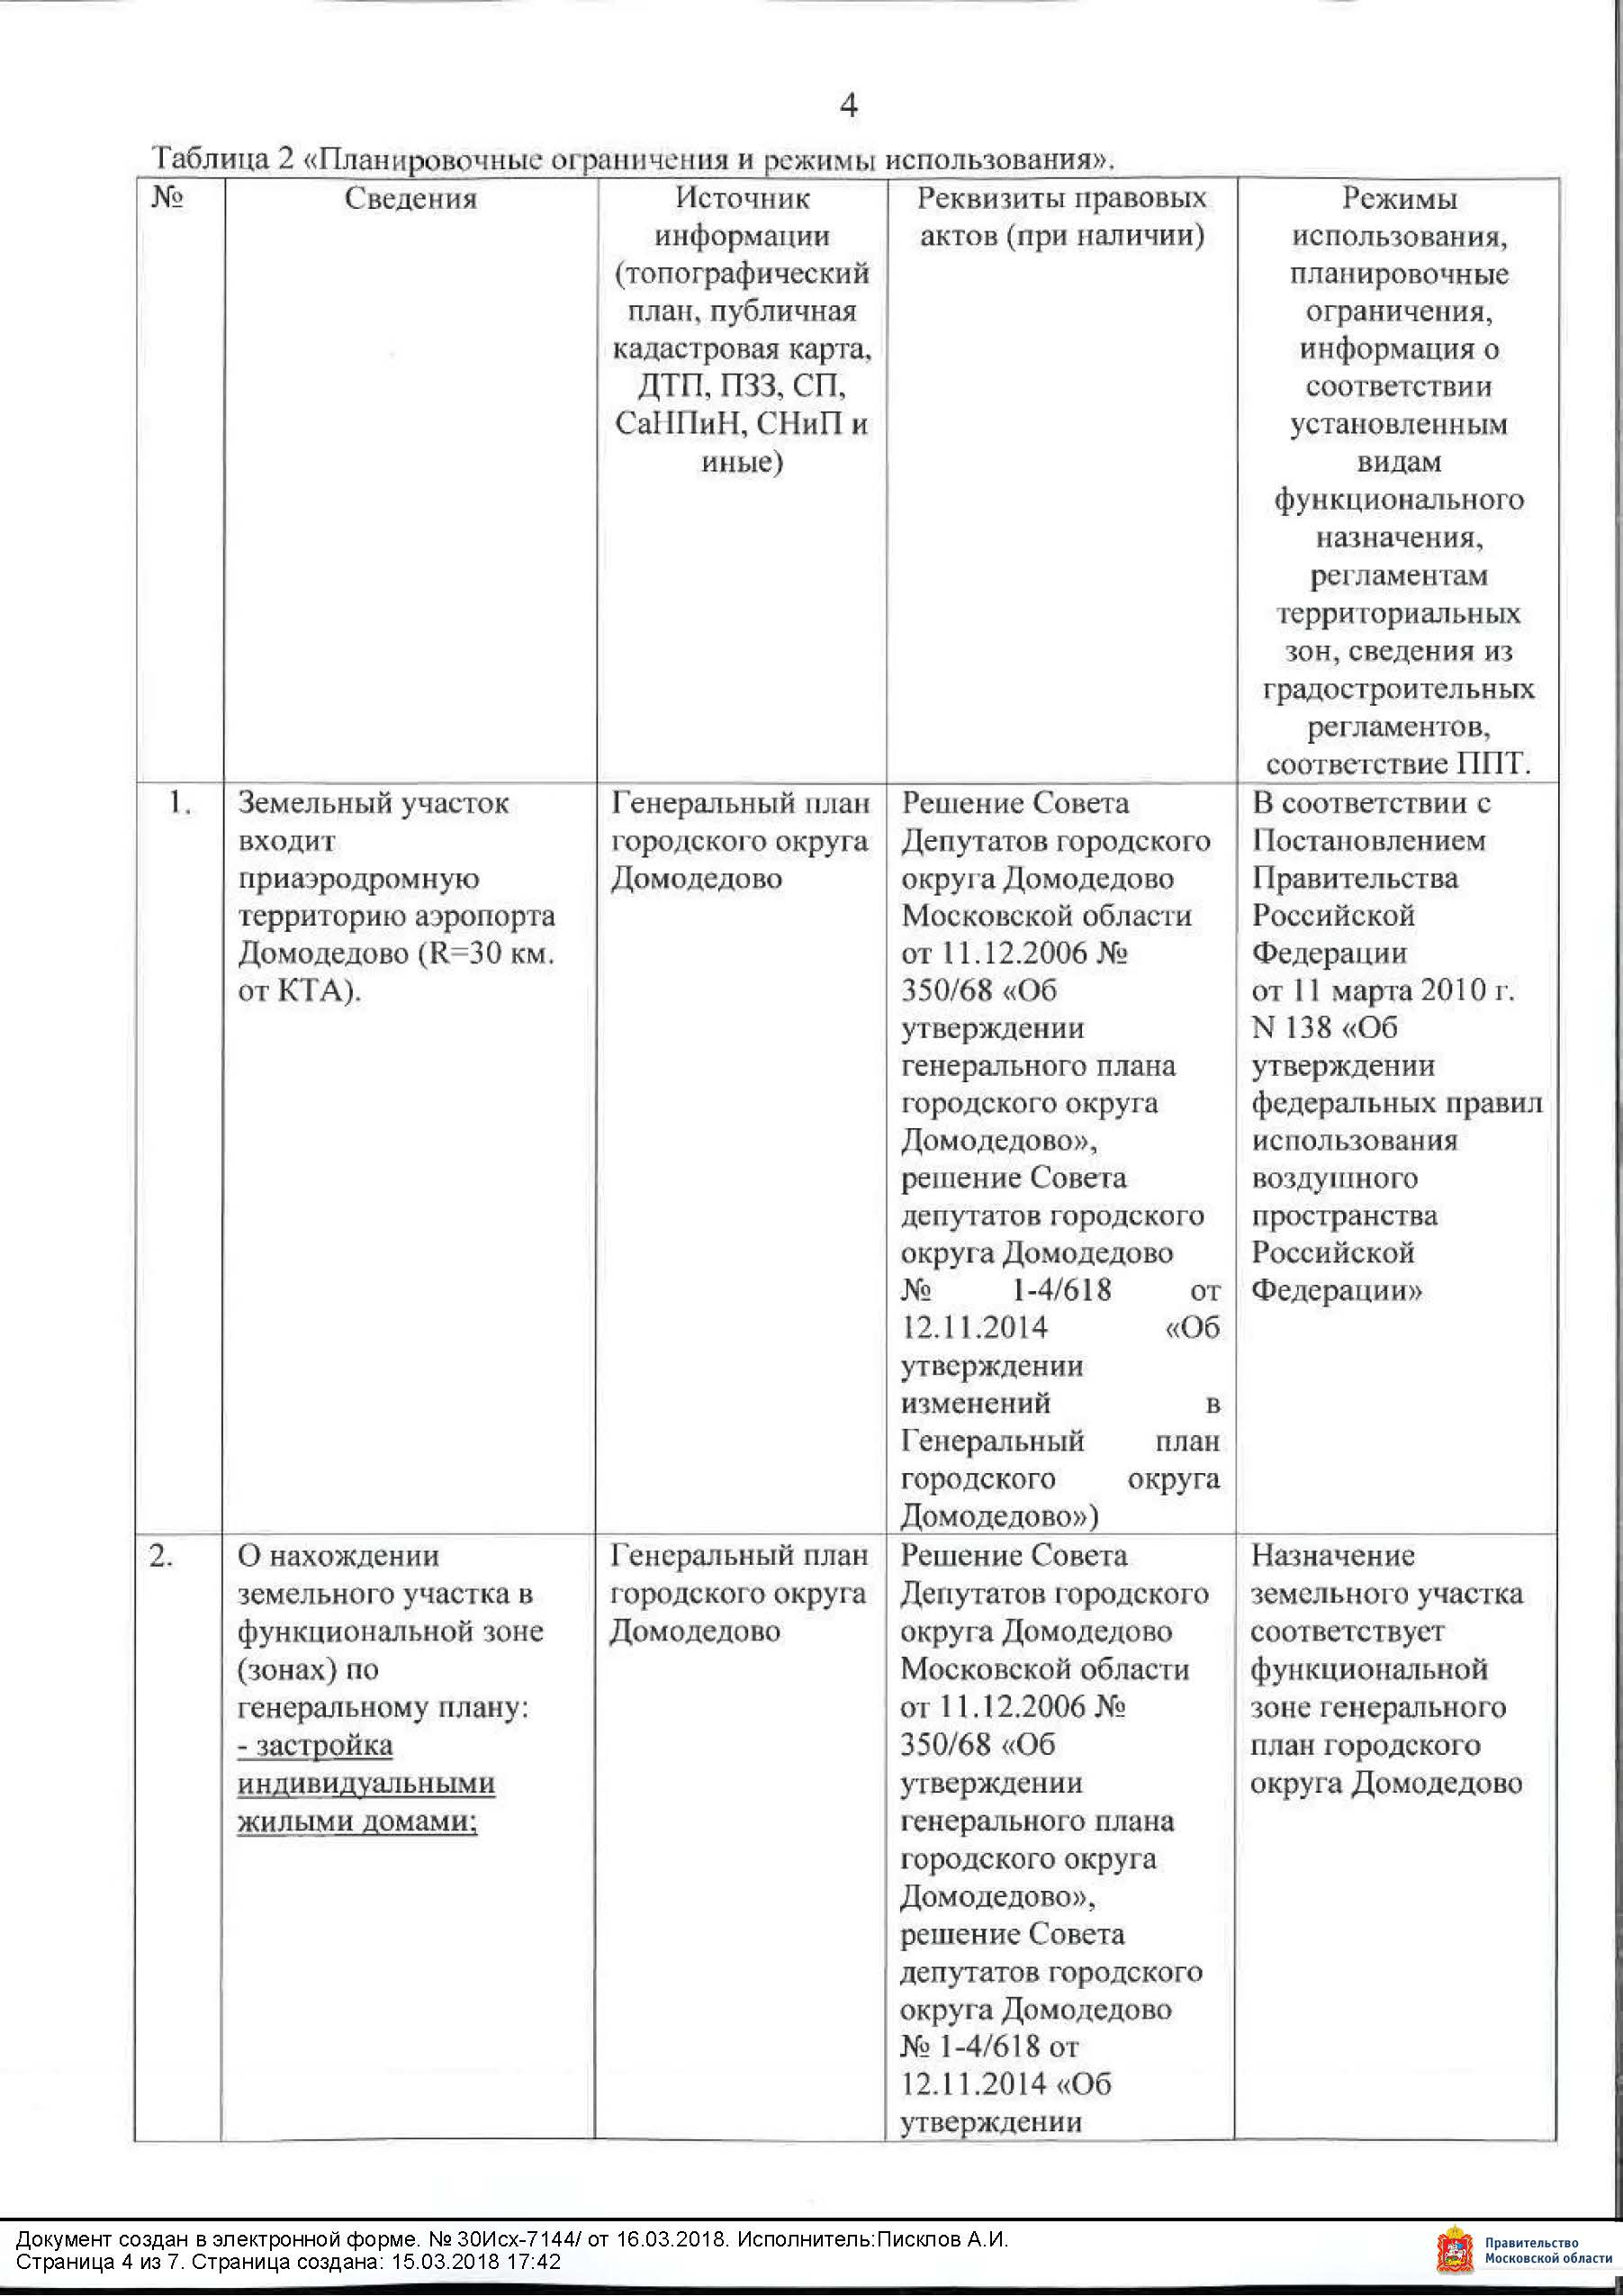 4
Таблица 2 «Планировочные ограничения и режимы использования».
№
Сведения
Источник
информации
(топографический
план, публичная
кадастровая карта,
ДТП, ПЗЗ, СП,
СаНПиН, СНиП и
иные)
Реквизиты правовых
актов (при наличии)
Режимы
использования,
планировочные
ограничения,
информация о
соответствии
установленным
видам
функционального
назначения,
регламентам
территориальных
зон, сведения из
градостроительных
регламентов,
соответствие ППТ.
1.
Земельный участок
входит
приаэродромную
территорию аэропорта
Домодедово (R=30 км.
от КТА).
Генеральный план
городского округа
Домодедово
Решение Совета
Депутатов городского
округа Домодедово
Московской области
от 11.12.2006 №
350/68 «Об
утверждении
генерального плана
городского округа
Домодедово»,
решение Совета
депутатов городского
округа Домодедово
№ 1-4/618 от
12.11.2014 «Об
утверждении
изменений в
Генеральный план
городского округа
Домодедово»)
В соответствии с
Постановлением
Правительства
Российской
Федерации
от 11 марта 2010 г.
N 138 «Об
утверждении
федеральных правил
использования
воздушного
пространства
Российской
Федерации»
2.
О нахождении
земельного участка в
функциональной зоне
(зонах) по
генеральному плану:
- застройка
индивидуальными
жилыми домами;
Генеральный план
городского округа
Домодедово
Решение Совета
Депутатов городского
округа Домодедово
Московской области
от 11.12.2006 №
350/68 «Об
утверждении
генерального плана
городского округа
Домодедово»,
решение Совета
депутатов городского
округа Домодедово
№ 1-4/618 от
12.11.2014 «Об
утверждении
Назначение
земельного участка
соответствует
функциональной
зоне генерального
план городского
округа Домодедово
Документ создан в электронной форме. № 30Исх-7144/ от 16.03.2018. Исполнитель:Писклов А.И.
Страница 4 из 7. Страница создана: 15.03.2018 17:42
Правительство
Московской области